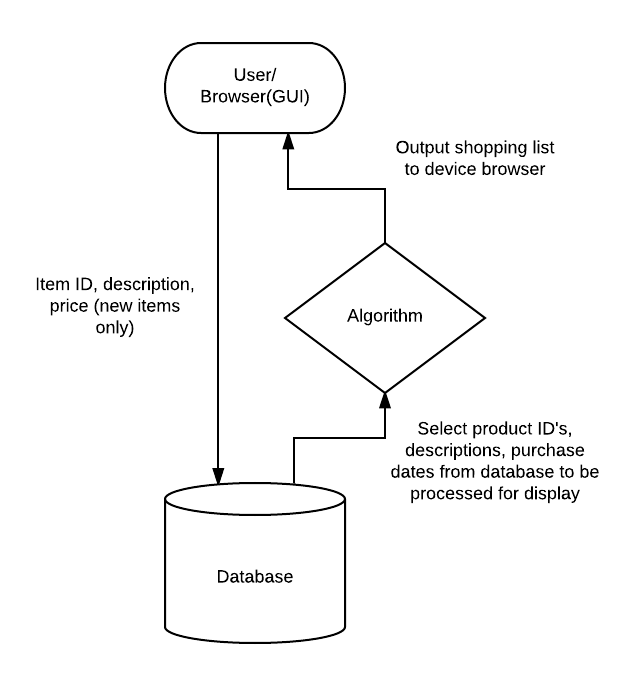 User/
Browser(GUI)
Output shopping list
to device browser
Item ID, description,
price (new items
only)
Algorithm
Select product ID's,
descriptions, purchase
dates from database to be
processed for display
Database